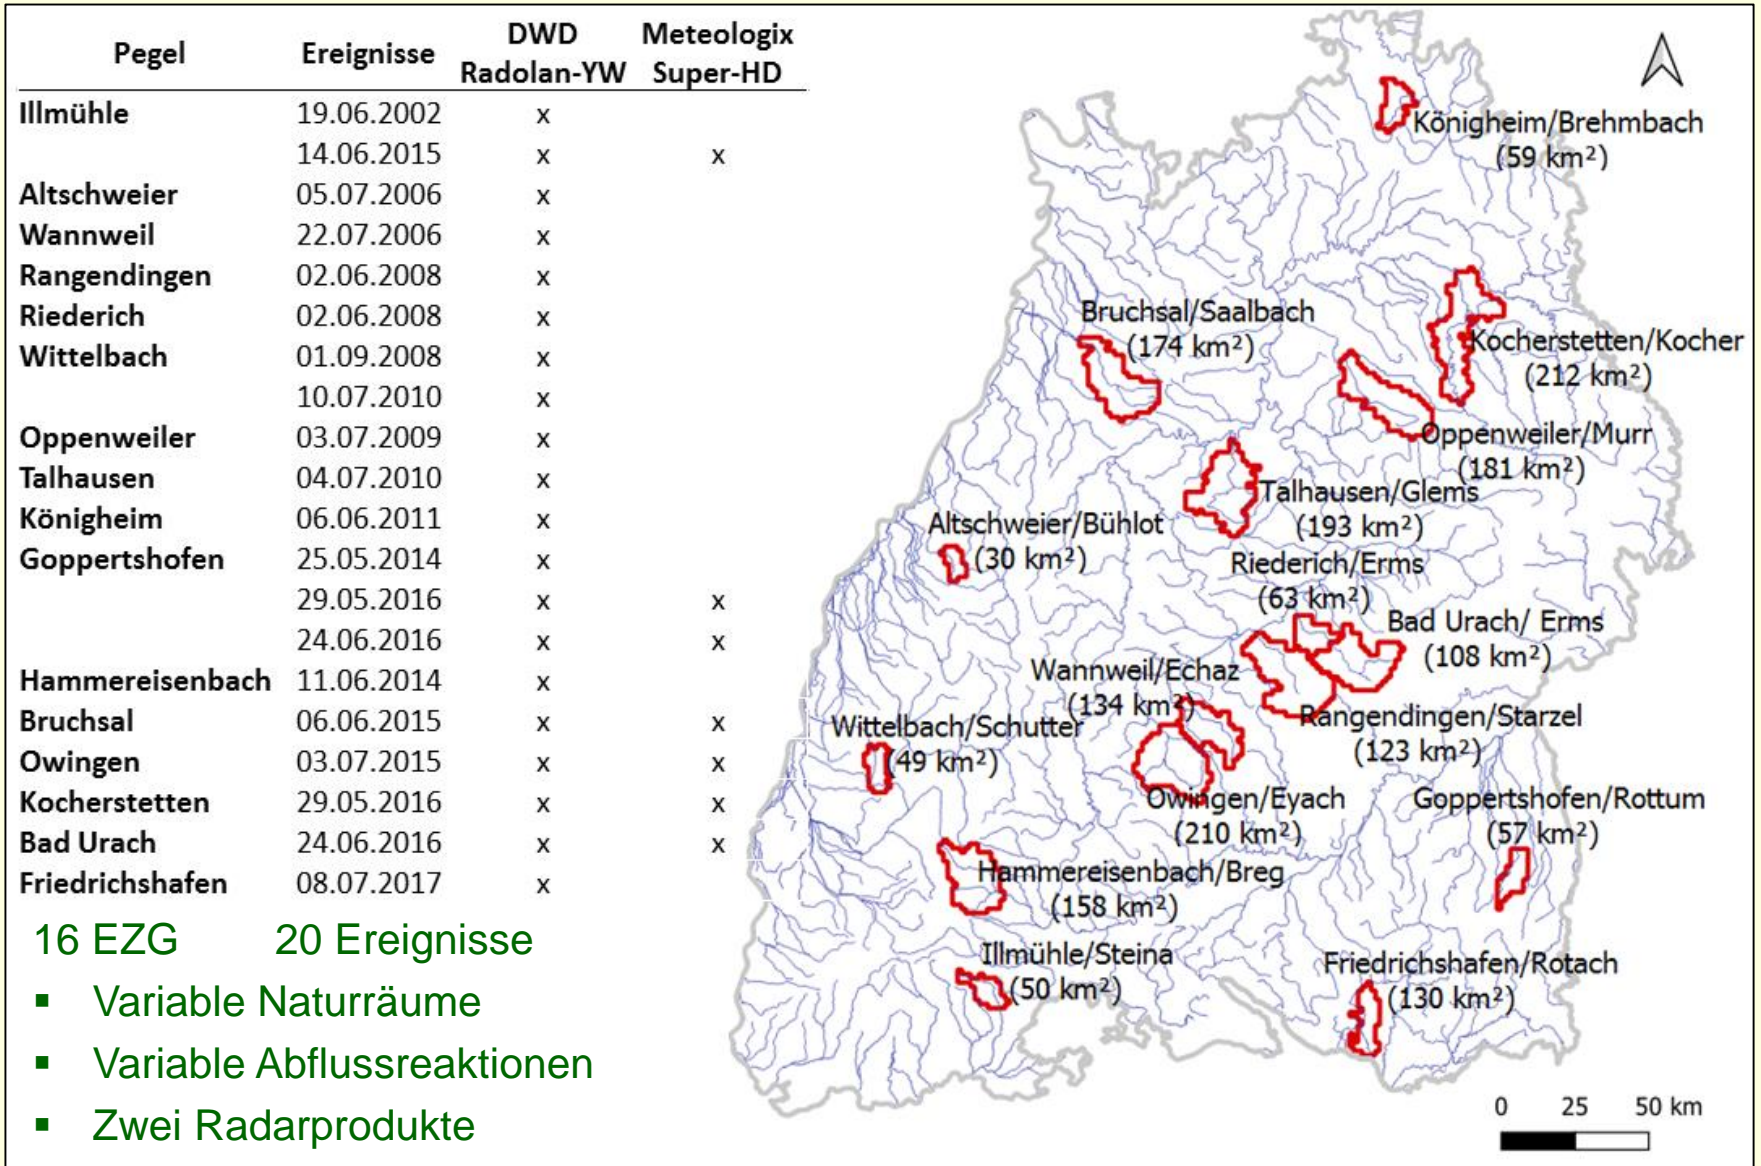 Pegel Ereignisse DWD Radolan-YW Meteologix Super-HD
Illmühle 19.06.2002 x
14.06.2015 x x
Altschweier 05.07.2006 x
Wannweil 22.07.2006 x
Rangendingen 02.06.2008 x
Riederich 02.06.2008 x
Wittelbach 01.09.2008 x
10.07.2010 x
Oppenweiler 03.07.2009 x
Talhausen 04.07.2010 x
Königheim 06.06.2011 x
Goppertshofen 25.05.2014 x
29.05.2016 x x
24.06.2016 x x
Hammereisenbach 11.06.2014 x
Bruchsal 06.06.2015 x x
Owingen 03.07.2015 x x
Kocherstetten 29.05.2016 x x
Bad Urach 24.06.2016 x x
Friedrichshafen 08.07.2017 x
16 EZG 20 Ereignisse
▪ Variable Naturräume
▪ Variable Abflussreaktionen
▪ Zwei Radarprodukte
Königheim/Brehmbach
(59 km²)
Bruchsal/Saalbach
(174 km²)
Kocherstetten/Kocher
(212 km²)
Oppenweiler/Murr
(181 km²)
Talhausen/Glems
(193 km²)
Altschweier/Bühlot
(30 km²)
Riederich/Erms
(63 km²)
Bad Urach/ Erms
(108 km²)
Wannweil/Echaz
(134 km²)
Rangendingen/Starzel
(123 km²)
Wittelbach/Schutter
(49 km²)
Owingen/Eyach
(210 km²)
Goppertshofen/Rottum
(57 km²)
Hammereisenbach/Breg
(158 km²)
Illmühle/Steina
(50 km²)
Friedrichshafen/Rotach
(130 km²)
0 25 50 km